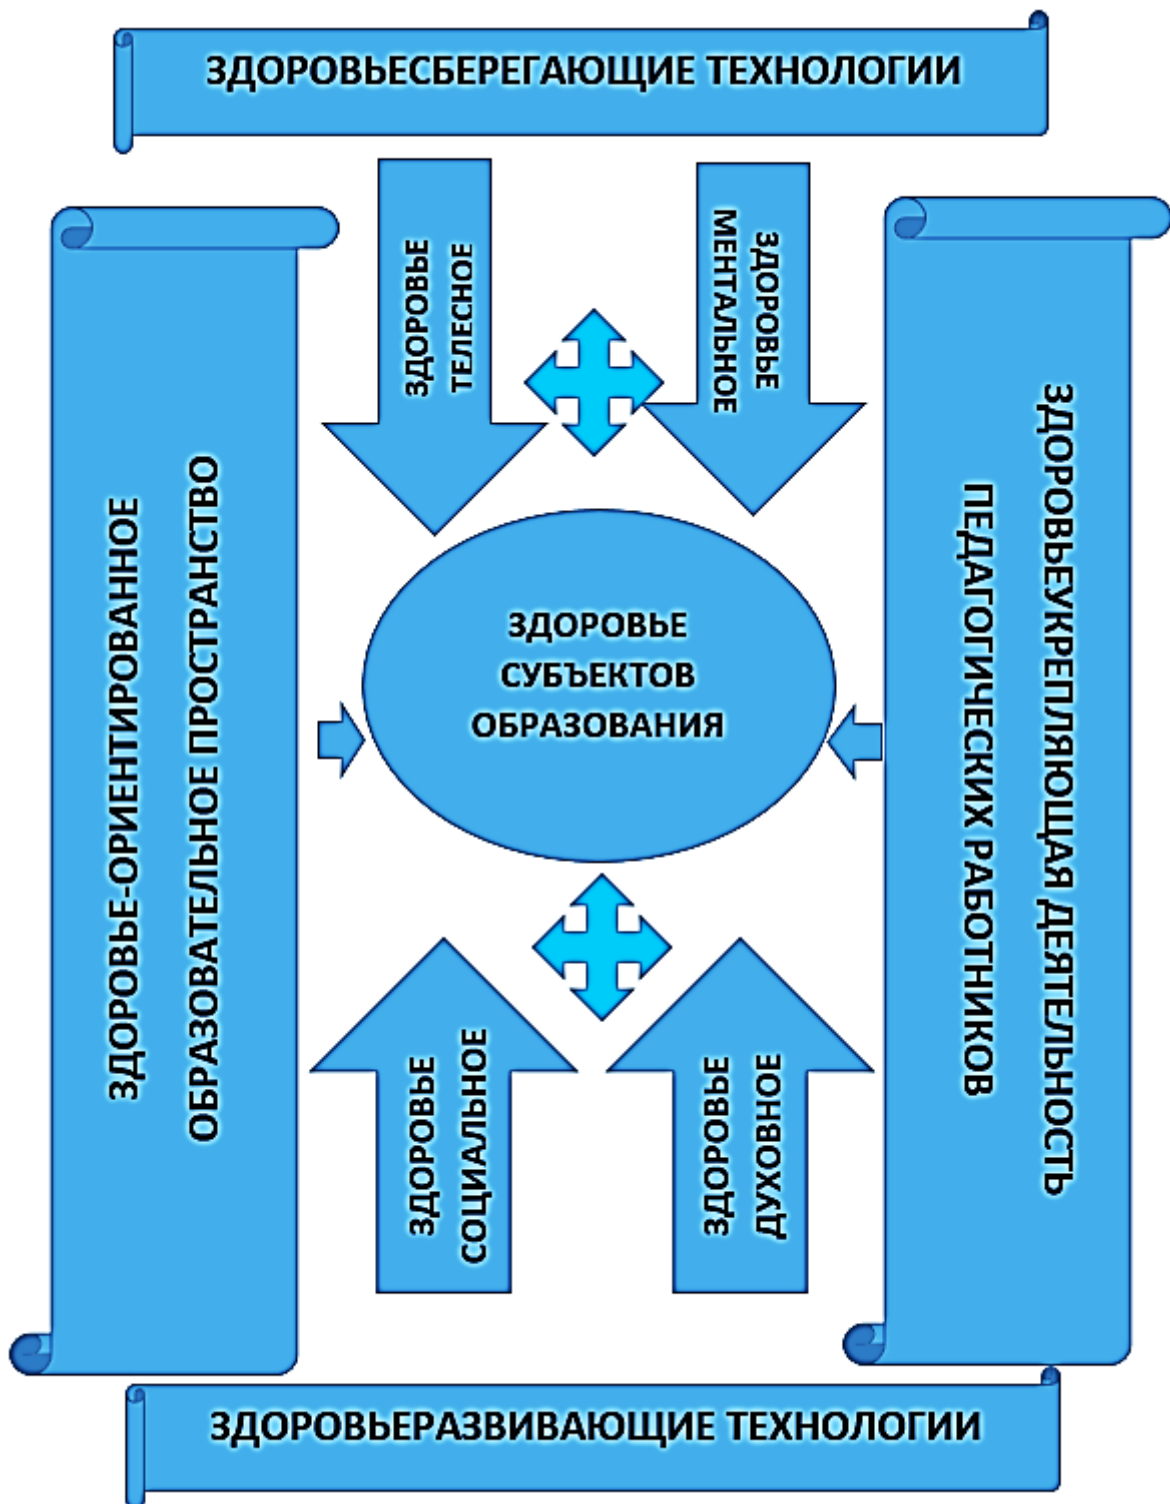 ЗДОРОВЬЕСБЕРЕГАЮЩИЕ ТЕХНОЛОГИИ
ЗДОРОВЬЕ-ОРИЕНТИРОВАННОЕ
ОБРАЗОВАТЕЛЬНОЕ ПРОСТРАНСТВО
ЗДОРОВЬЕ
ТЕЛЕСНОЕ
ЗДОРОВЬЕ
МЕНТАЛЬНОЕ
ЗДОРОВЬЕУКРЕПЛЯЮЩАЯ ДЕЯТЕЛЬНОСТЬ
ПЕДАГОГИЧЕСКИХ РАБОТНИКОВ
ЗДОРОВЬЕ
СУБЪЕКТОВ
ОБРАЗОВАНИЯ
ЗДОРОВЬЕ
СОЦИАЛЬНОЕ
ЗДОРОВЬЕ
ДУХОВНОЕ
ЗДОРОВЬЕРАЗВИВАЮЩИЕ ТЕХНОЛОГИИ